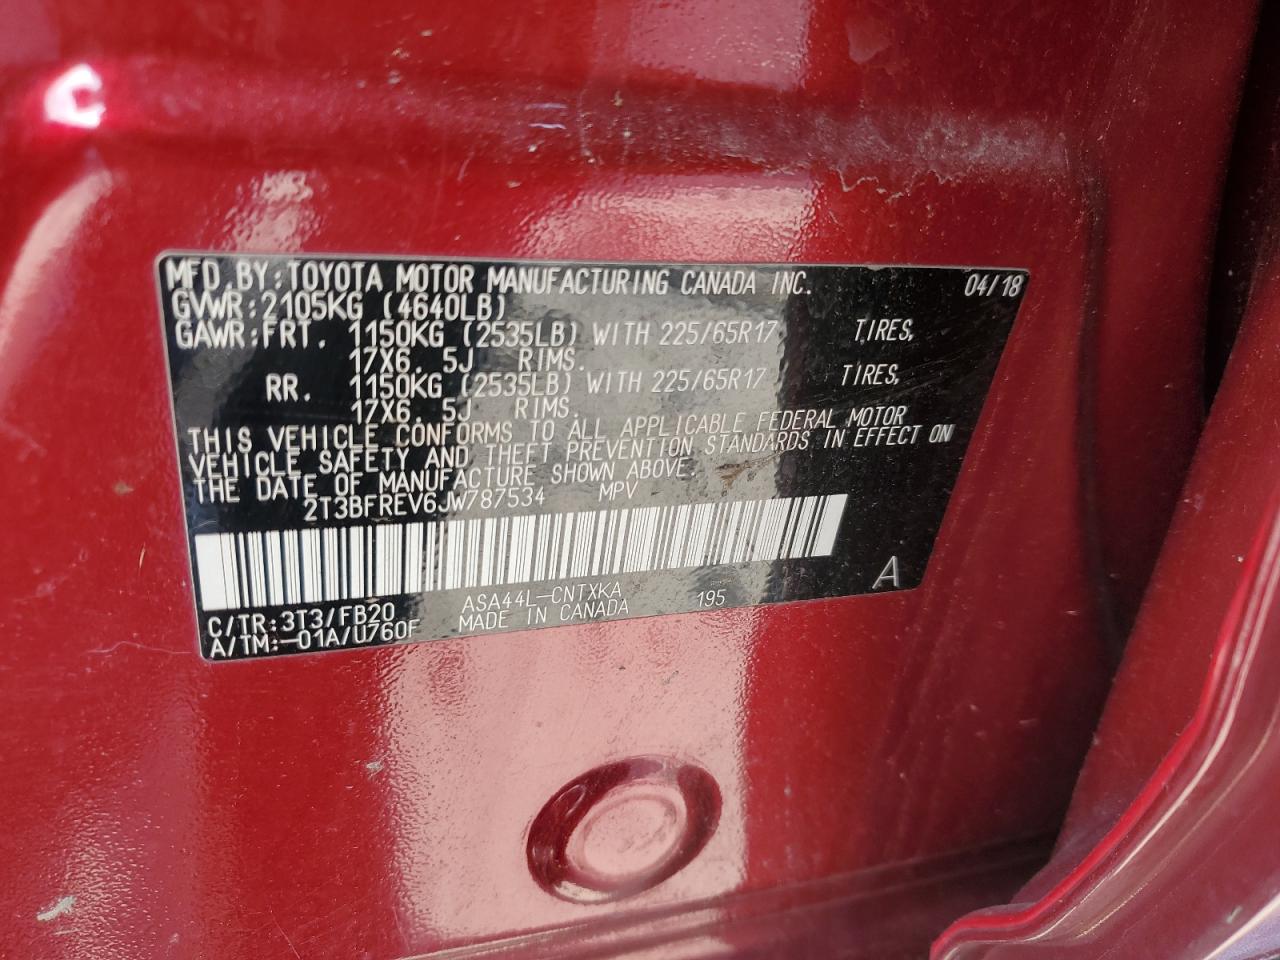 MFD.BY:TOYOTA MOTOR MANUFACTURING CANADA INC. 04/18
GVWR:2105KG (4640LB)
GAWR:FRT. 1150KG (2535LB) WITH 225/65R17 TIRES,
17X6. 5J RIMS.
RR. 1150KG (2535LB) WITH 225/65R17 TIRES,
17X6. 5J RIMS.
THIS VEHICLE CONFORMS TO ALL APPLICABLE FEDERAL MOTOR
VEHICLE SAFETY AND THEFT PREVENTION STANDARDS IN EFFECT ON
THE DATE OF MANUFACTURE SHOWN ABOVE.
2T3BFREV6JW787534 MPV
A
C/TR:3T3/FB20 ASA44L-CNTXKA 195
A/TM:-01A/U760F MADE IN CANADA